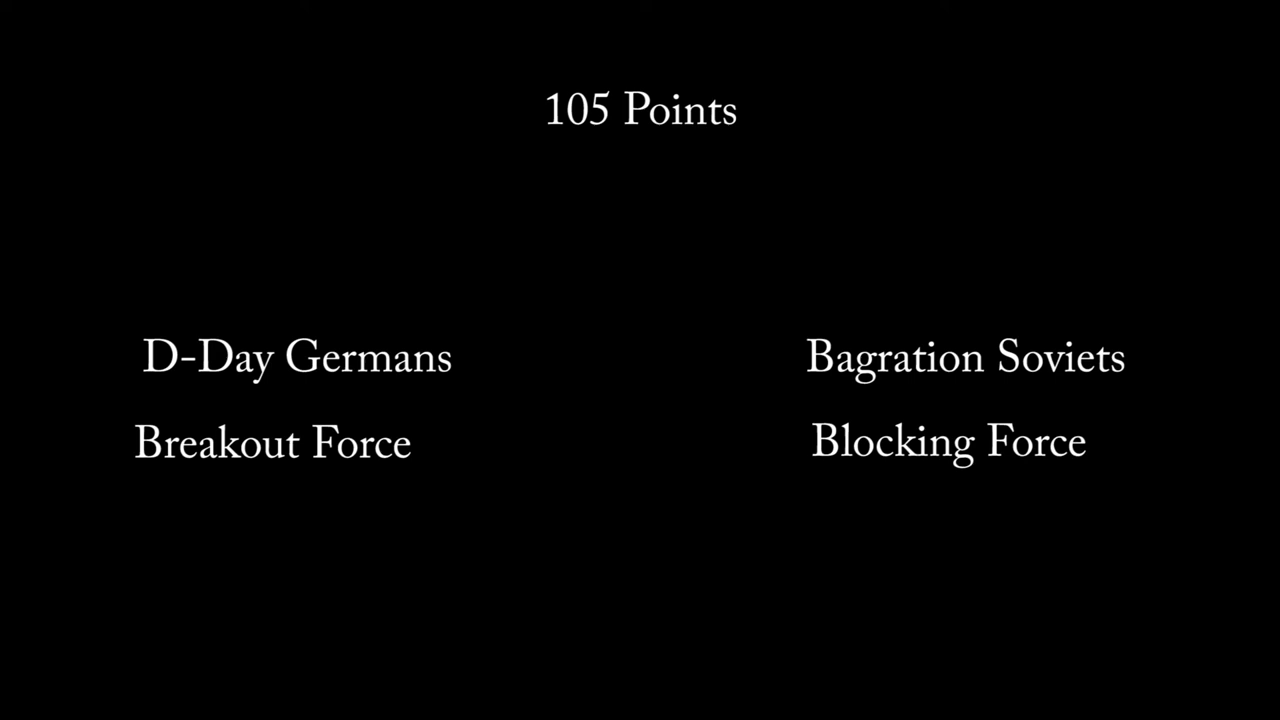 105 Points
D-Day Germans
Bagration Soviets
Breakout Force
Blocking Force